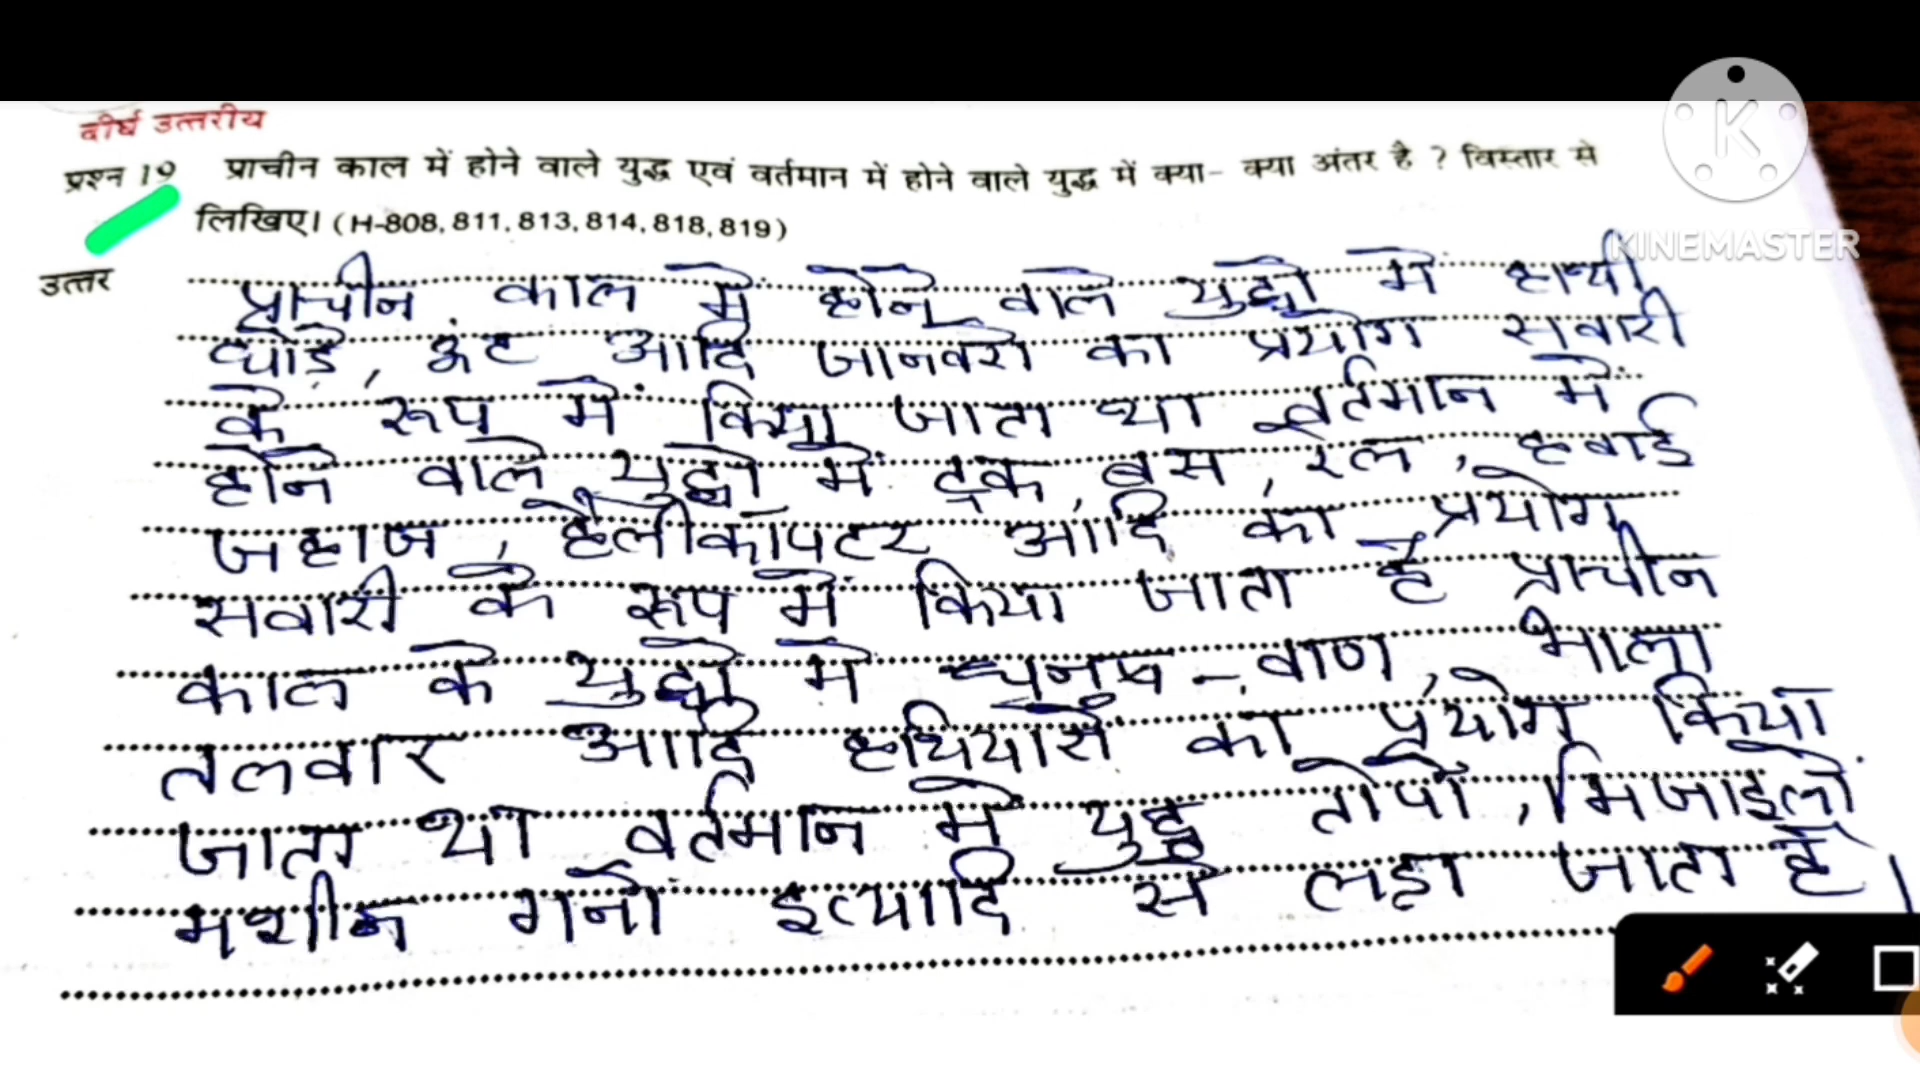 दीर्घ उत्तरीय
प्रश्न 19 प्राचीन काल में होने वाले युद्ध एवं वर्तमान में होने वाले युद्ध में क्या- क्या अंतर है ? विस्तार से
लिखिए। (H-808, 811, 813, 814, 818, 819)
KINEMASTER
उत्तर प्राचीन काल मे होने वाले युद्धो मे हाथी
घोड़े, ऊंट आदि जानवरो का प्रयोग सवारी
के रूप में किया जाता था वर्तमान में
होने वाले युद्धो में ट्रक, बस, रेल, हवाई
जहाज, हैलीकॉप्टर आदि का प्रयोग
सवारी के रूप में किया जाता है प्राचीन
काल के युद्धो मे धनुष - वाण, भाला
तलवार आदि हथियारो का प्रयोग किया
जाता था वर्तमान में युद्ध तोपो, मिजाइलो
मशीन गनो इत्यादि से लड़ा जाता है।